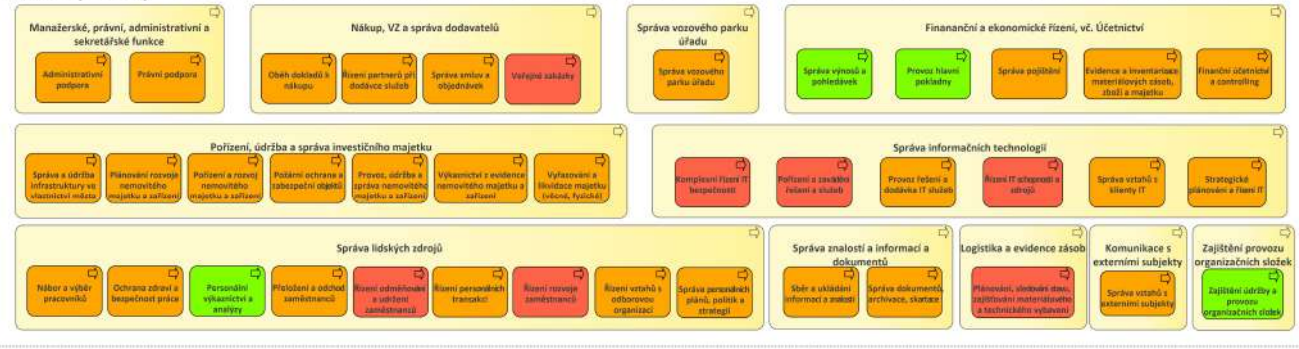 Manažerské, právní, administrativní a
sekretářské funkce
Administrativní
podpora
Právní podpora
Nákup, VZ a správa dodavatelů
Oběh dokladů k
nákupu
Řízení partnerů při
dodávce služeb
Správa smluv a
objednávek
Veřejné zakázky
Správa vozového parku
úřadu
Správa vozového
parku úřadu
Finananční a ekonomické řízení, vč. Účetnictví
Správa výnosů a
pohledávek
Provoz hlavní
pokladny
Správa pojištění
Evidence a inventarizace
materiálových zásob,
zboží a majetku
Finanční účetnictví
a controlling
Pořízení, údržba a správa investičního majetku
Správa a údržba
infrastruktury ve
vlastnictví města
Plánování rozvoje
nemovitého
majetku a zařízení
Pořízení a rozvoj
nemovitého
majetku a zařízení
Požární ochrana a
zabezpeční objektů
Provoz, údržba a
správa nemovitého
majetku a zařízení
Výkaznictví z evidence
nemovitého majetku a
zařízení
Vyřazování a
likvidace majetku
(věcné, fyzické)
Správa informačních technologií
Komplexní řízení IT
bezpečnosti
Pořízení a zavádění
řešení a služeb
Provoz řešení a
dodávka IT služeb
Řízení IT schopností a
zdrojů
Správa vztahů s
klienty IT
Strategické
plánování a řízení IT
Správa lidských zdrojů
Nábor a výběr
pracovníků
Ochrana zdraví a
bezpečnost práce
Personální
výkaznictví a
analýzy
Přeložení a odchod
zaměstnanců
Řízení odměňování
a udržení
zaměstnanců
Řízení personálních
transakcí
Řízení rozvoje
zaměstnanců
Řízení vztahů s
odborovou
organizací
Správa personálních
plánů, politik a
strategií
Správa znalostí a informací a
dokumentů
Sběr a ukládání
informací a znalostí
Správa dokumentů,
archivace, skartace
Logistika a evidence zásob
Plánování, sledování stavu,
zajišťování materiálového
a technického vybavení
Komunikace s
externími subjekty
Správa vztahů s
externími subjekty
Zajištění provozu
organizačních složek
Zajištění údržby a
provozu
organizačních složek